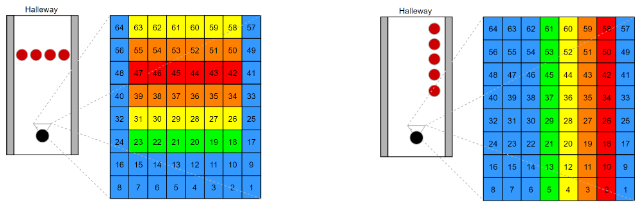 Halleway
64 63 62 61 60 59 58 57
56 55 54 53 52 51 50 49
48 47 46 45 44 43 42 41
40 39 38 37 36 35 34 33
32 31 30 29 28 27 26 25
24 23 22 21 20 19 18 17
16 15 14 13 12 11 10 9
8 7 6 5 4 3 2 1
Halleway
64 63 62 61 60 59 58 57
56 55 54 53 52 51 50 49
48 47 46 45 44 43 42 41
40 39 38 37 36 35 34 33
32 31 30 29 28 27 26 25
24 23 22 21 20 19 18 17
16 15 14 13 12 11 10 9
8 7 6 5 4 3 2 1